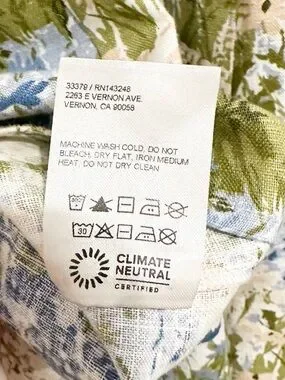 33379 / RN143248
2263 E VERNON AVE.
VERNON, CA 90058
MACHINE WASH COLD, DO NOT
BLEACH, DRY FLAT, IRON MEDIUM
HEAT, DO NOT DRY CLEAN
30
CLIMATE
NEUTRAL
CERTIFIED